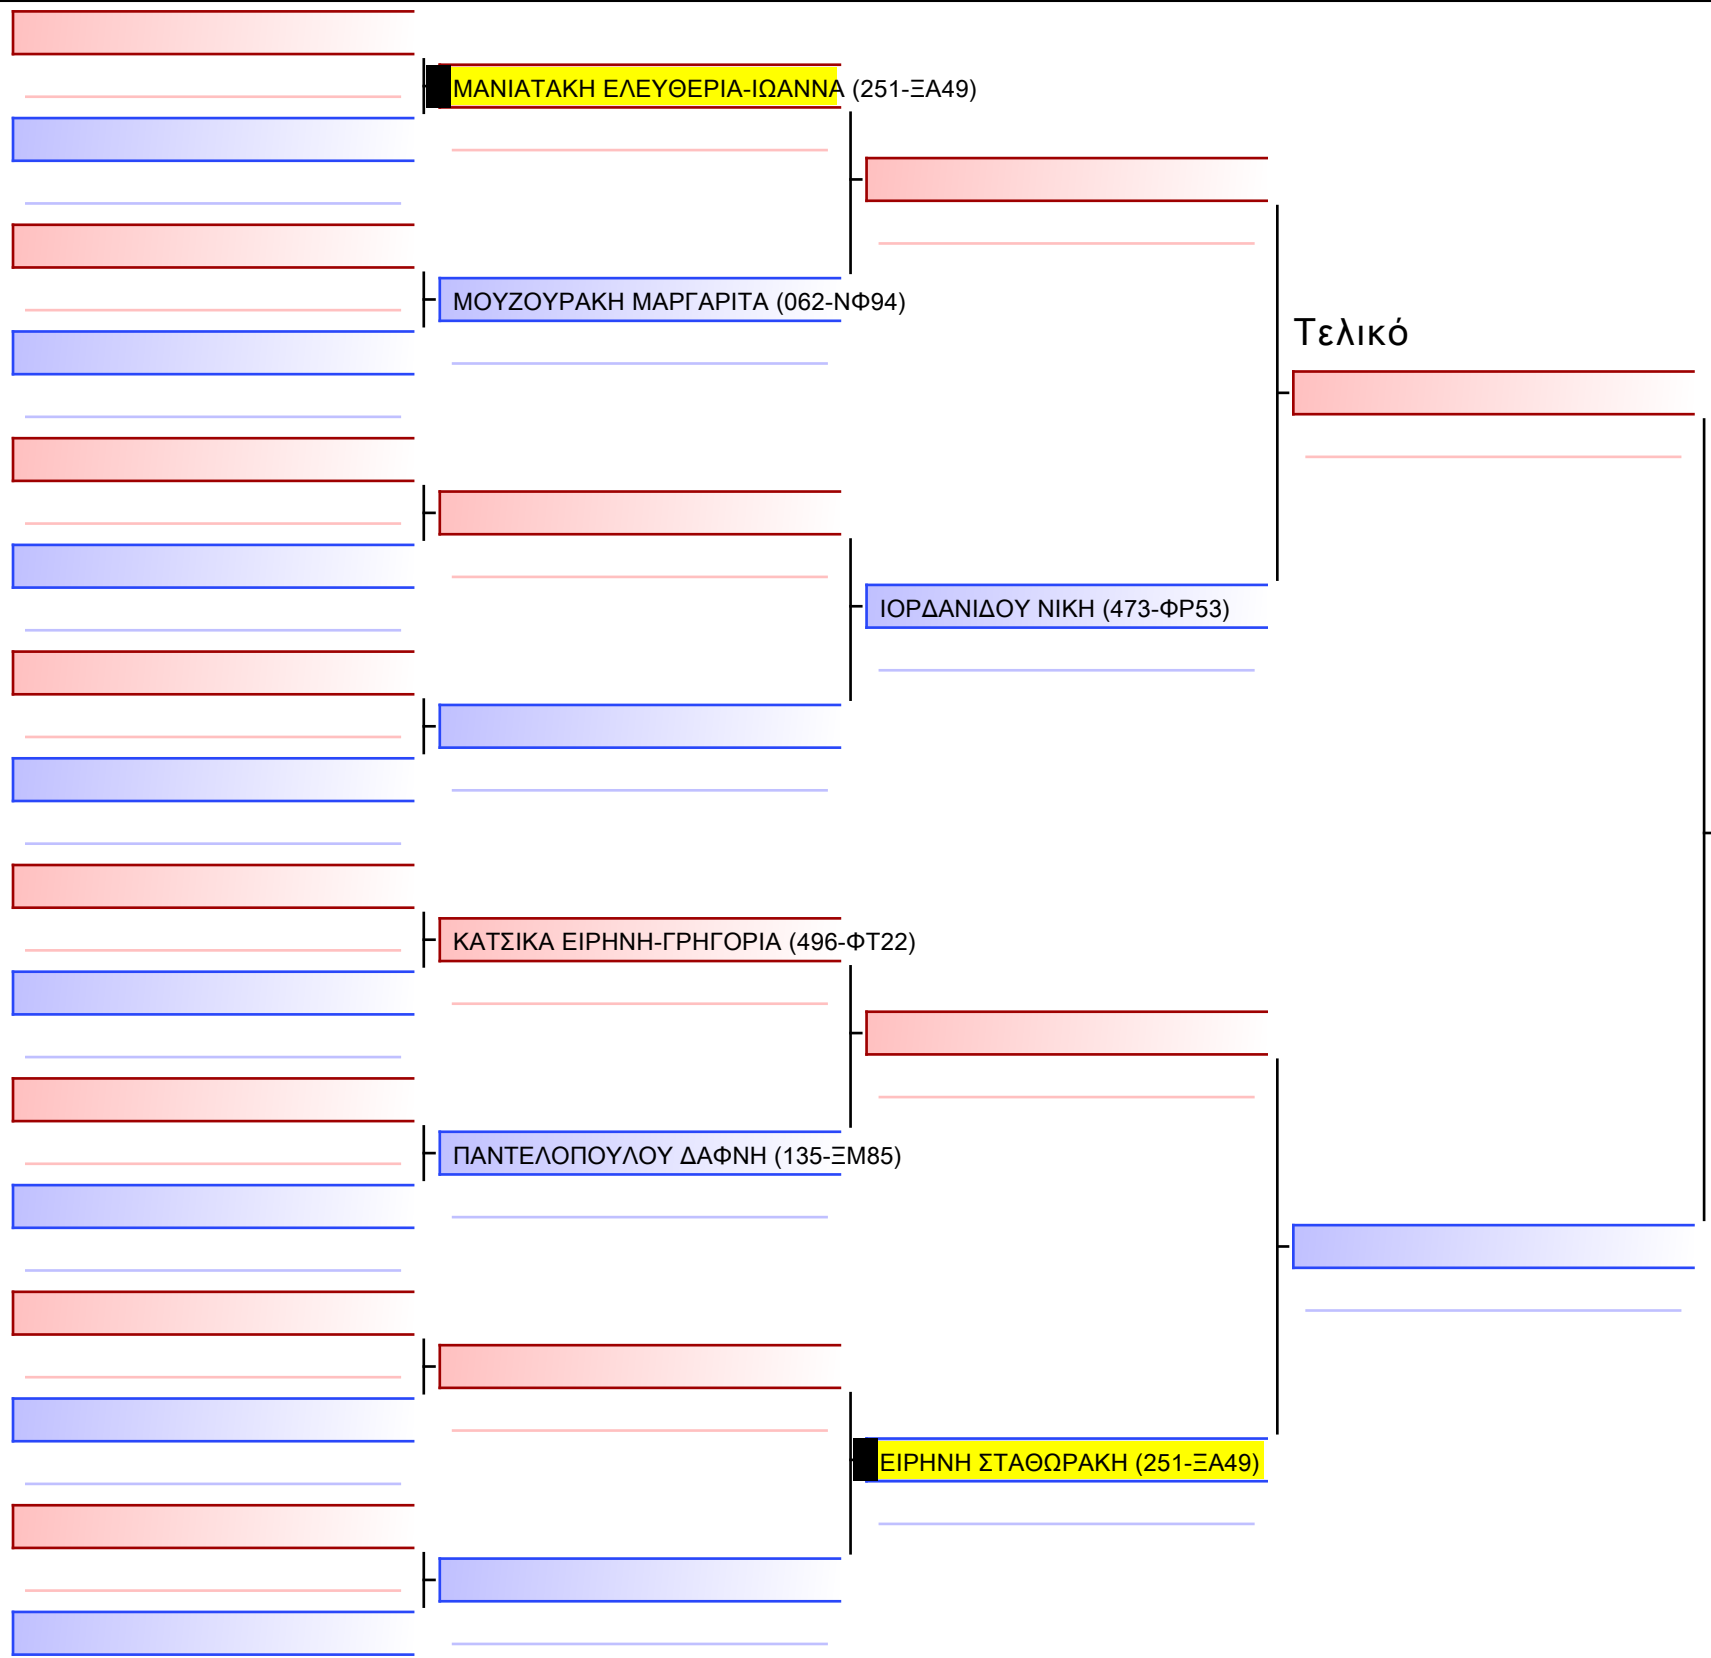 ΜΑΝΙΑΤΑΚΗ ΕΛΕΥΘΕΡΙΑ-ΙΩΑΝΝΑ (251-ΞΑ49)
ΜΟΥΖΟΥΡΑΚΗ ΜΑΡΓΑΡΙΤΑ (062-ΝΦ94)
Τελικό
ΙΟΡΔΑΝΙΔΟΥ ΝΙΚΗ (473-ΦΡ53)
ΚΑΤΣΙΚΑ ΕΙΡΗΝΗ-ΓΡΗΓΟΡΙΑ (496-ΦΤ22)
ΠΑΝΤΕΛΟΠΟΥΛΟΥ ΔΑΦΝΗ (135-ΞΜ85)
ΕΙΡΗΝΗ ΣΤΑΘΩΡΑΚΗ (251-ΞΑ49)